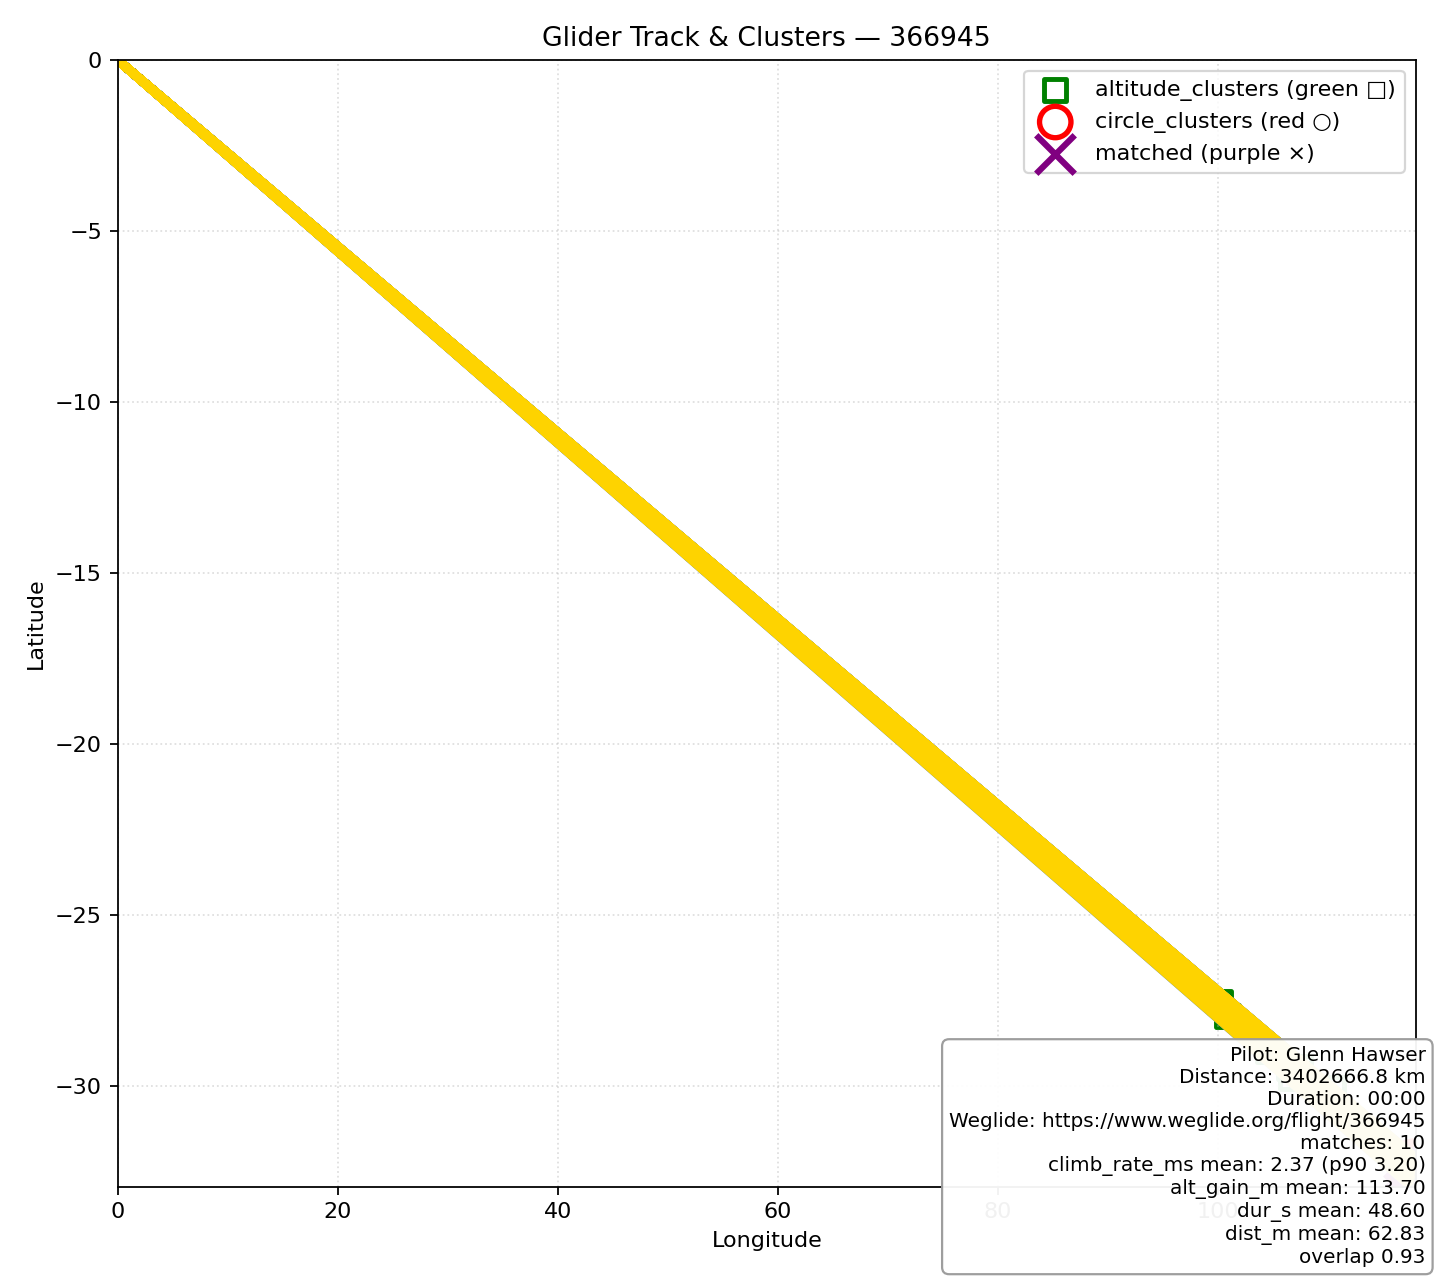 Glider Track & Clusters — 366945
altitude_clusters (green □)
circle_clusters (red ○)
matched (purple ×)
0
−5
−10
−15
−20
−25
−30
Latitude
0
20
40
60
80
100
Longitude
Pilot: Glenn Hawser
Distance: 3402666.8 km
Duration: 00:00
Weglide: https://www.weglide.org/flight/366945
matches: 10
climb_rate_ms mean: 2.37 (p90 3.20)
alt_gain_m mean: 113.70
dur_s mean: 48.60
dist_m mean: 62.83
overlap 0.93